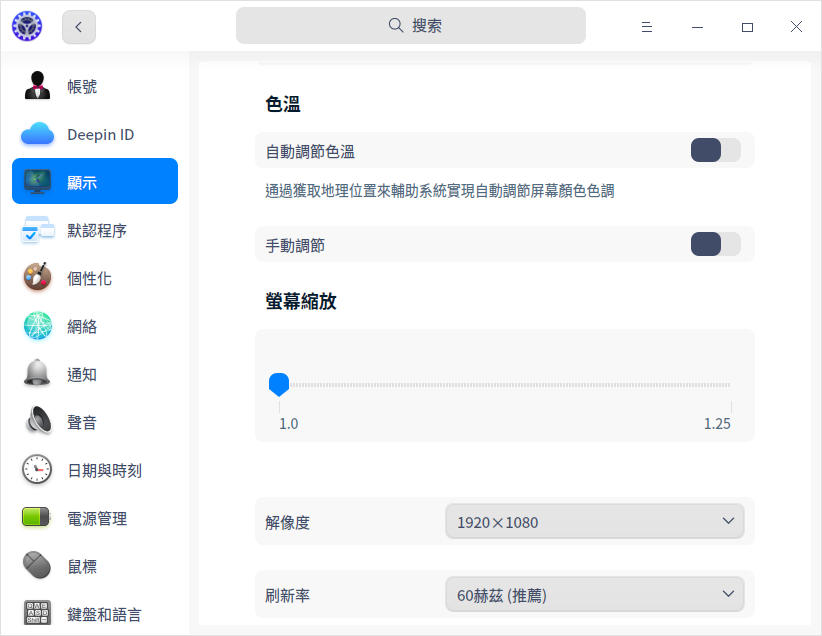 搜索
帳號
Deepin ID
顯示
默認程序
個性化
網絡
通知
聲音
日期與時刻
電源管理
鼠標
鍵盤和語言
色溫
自動調節色溫
通過獲取地理位置來輔助系統實現自動調節屏幕顏色色調
手動調節
螢幕縮放
1.0
1.25
解像度
1920×1080
刷新率
60赫茲 (推薦)